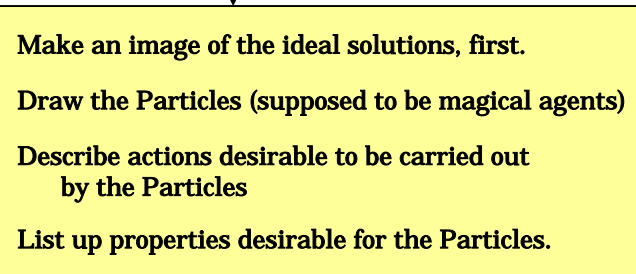 Make an image of the ideal solutions, first.
Draw the Particles (supposed to be magical agents)
Describe actions desirable to be carried out
by the Particles
List up properties desirable for the Particles.